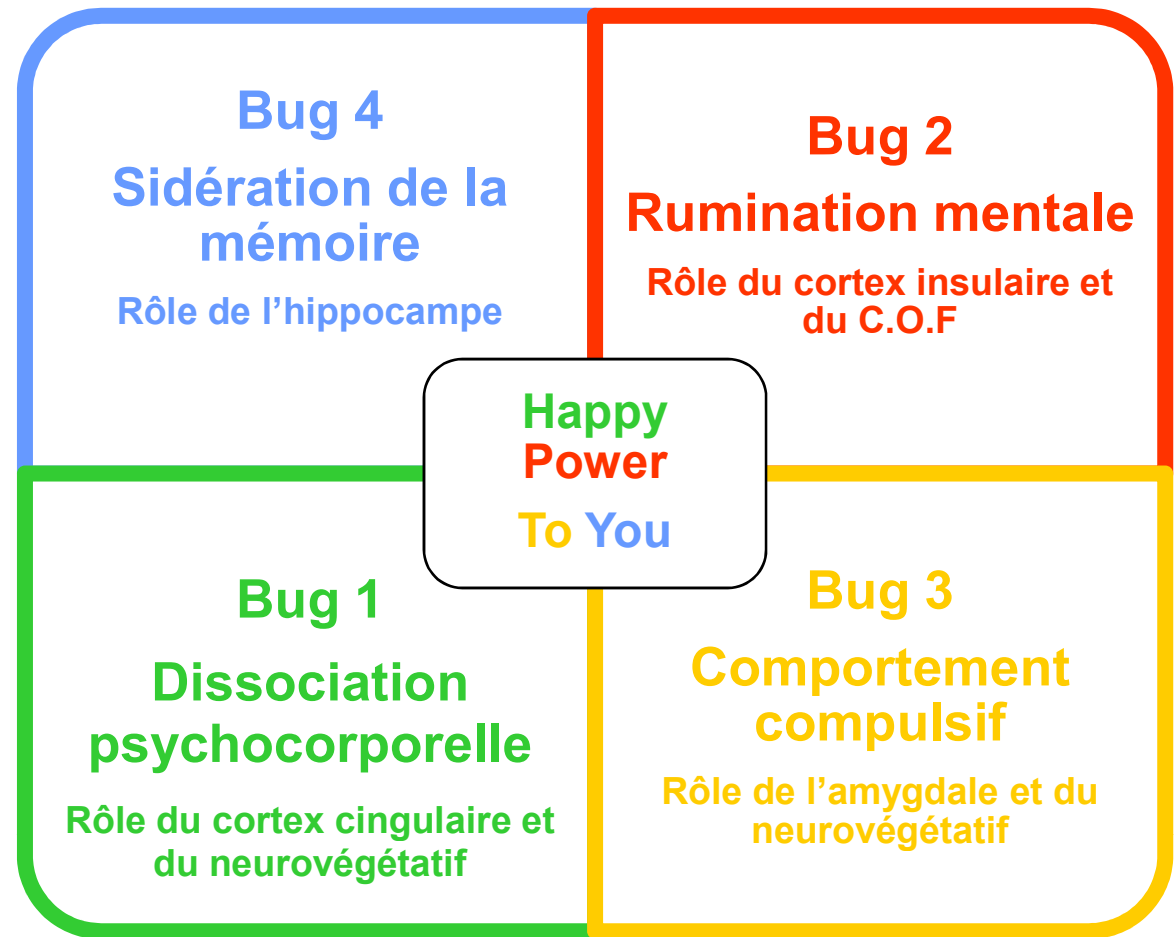 Bug 4
Sidération de la
mémoire
Rôle de l’hippocampe
Bug 2
Rumination mentale
Rôle du cortex insulaire et
du C.O.F
Happy
Power
To You
Bug 1
Dissociation
psychocorporelle
Rôle du cortex cingulaire et
du neurovégétatif
Bug 3
Comportement
compulsif
Rôle de l’amygdale et du
neurovégétatif